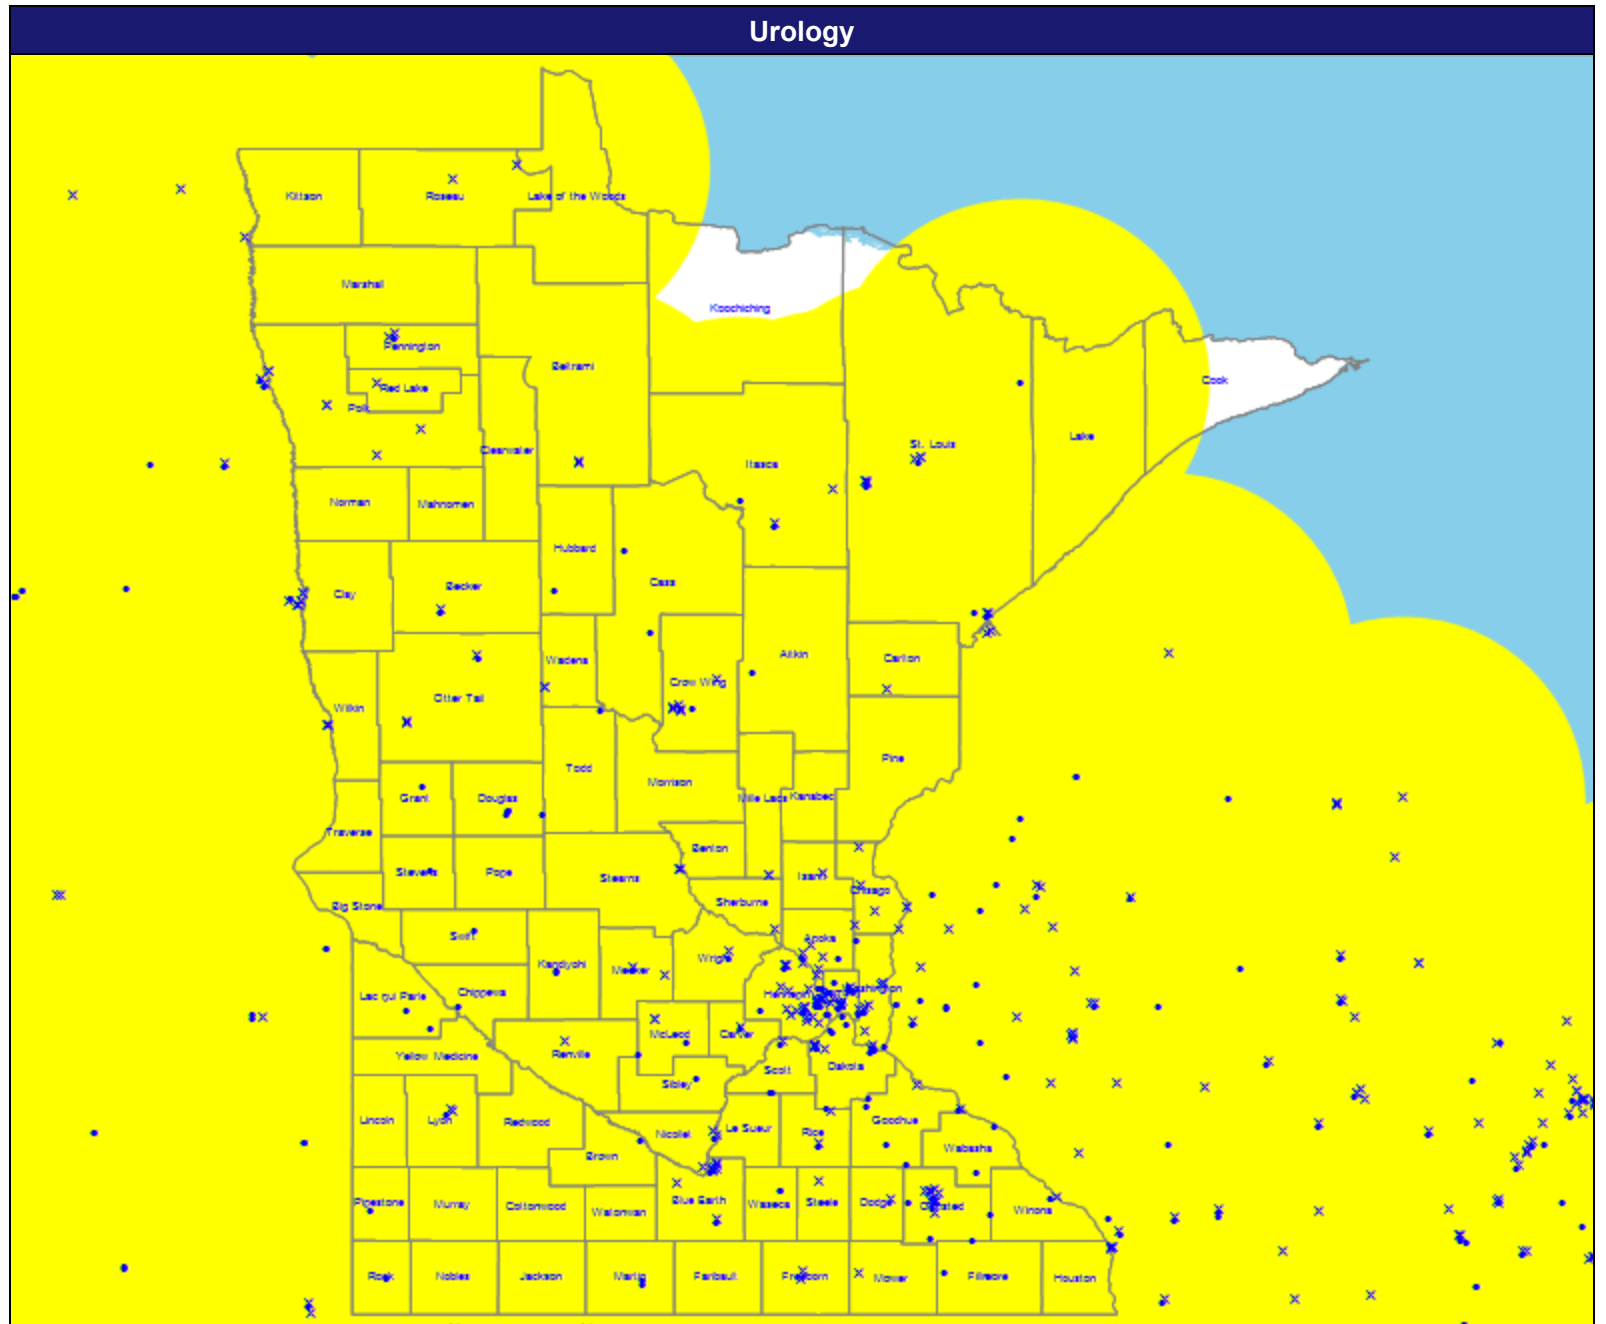 Urology
Kittson
Roseau
Lake of the Woods
Marshall
Koochiching
Pennington
Beltrami
Red Lake
Cook
Polk
Lake
St. Louis
Clearwater
Itasca
Norman
Mahnomen
Hubbard
Cass
Becker
Clay
Aitkin
Carlton
Wadena
Crow Wing
Otter Tail
Wilkin
Pine
Todd
Morrison
Grant
Douglas
Mille Lacs
Kanabec
Traverse
Benton
Stevens
Pope
Stearns
Isanti
Chisago
Sherburne
Big Stone
Swift
Anoka
Kandiyohi
Meeker
Wright
Chippewa
Lac qui Parle
Hennepin
Washington
McLeod
Carver
Yellow Medicine
Renville
Scott
Dakota
Sibley
Lincoln
Lyon
Redwood
Nicollet
Le Sueur
Rice
Goodhue
Brown
Wabasha
Pipestone
Murray
Cottonwood
Watonwan
Blue Earth
Waseca
Steele
Dodge
Olmsted
Winona
Rock
Nobles
Jackson
Martin
Faribault
Freeborn
Mower
Fillmore
Houston